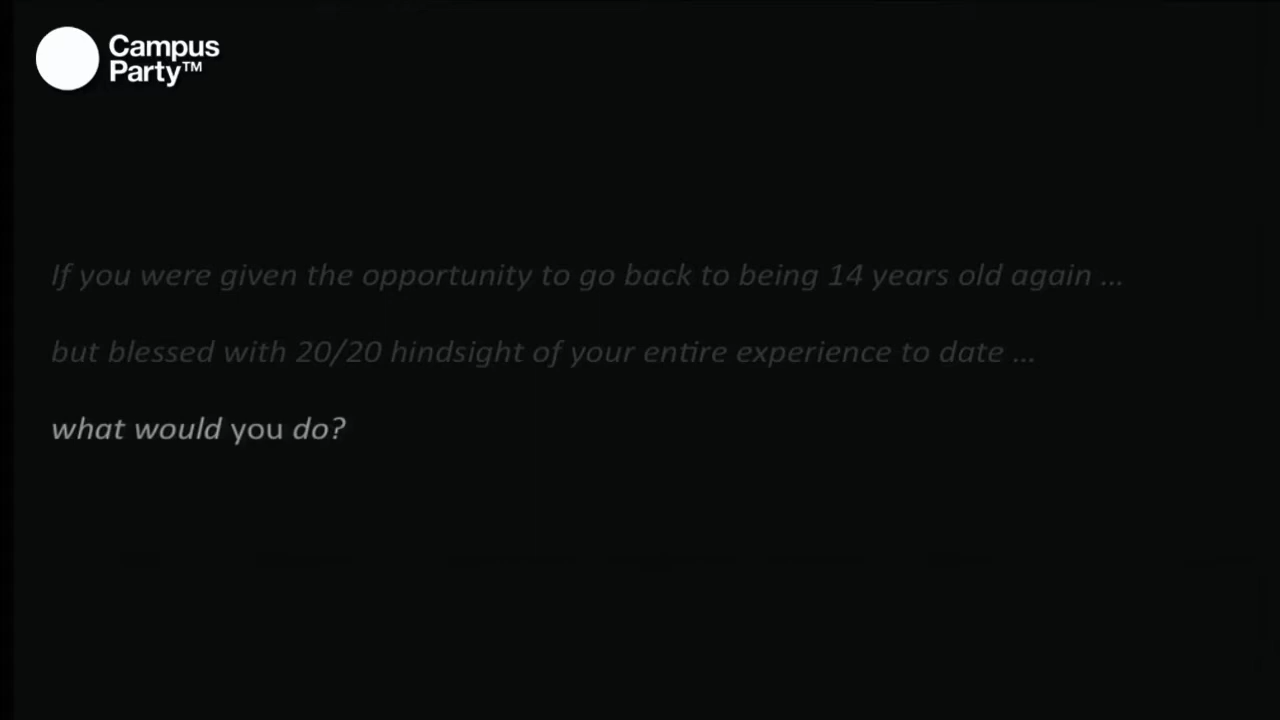 Campus
Party™
If you were given the opportunity to go back to being 14 years old again ...
but blessed with 20/20 hindsight of your entire experience to date ...
what would you do?